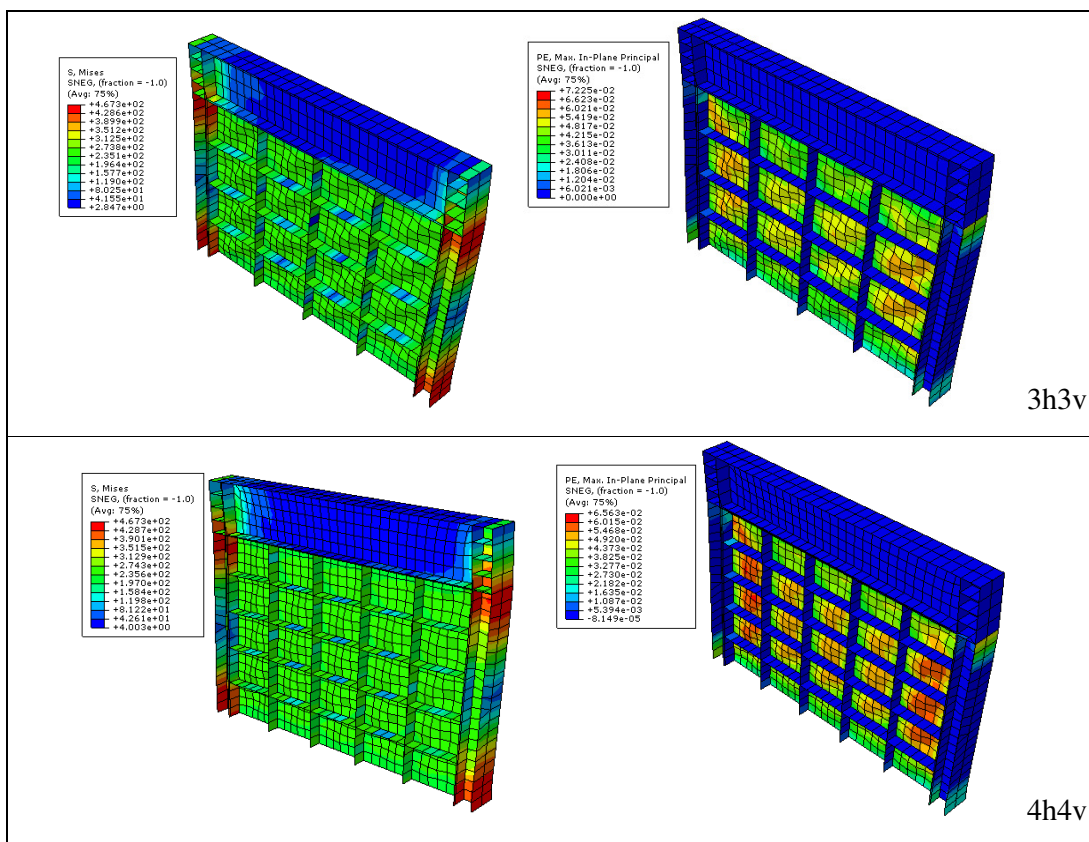 S, Mises
SNEG, (fraction = -1.0)
(Avg: 75%)
+4.673e+02
+4.286e+02
+3.899e+02
+3.512e+02
+3.125e+02
+2.738e+02
+2.351e+02
+1.964e+02
+1.577e+02
+1.190e+02
+8.025e+01
+4.155e+01
+2.847e+00
PE, Max. In-Plane Principal
SNEG, (fraction = -1.0)
(Avg: 75%)
+7.225e-02
+6.623e-02
+6.021e-02
+5.419e-02
+4.817e-02
+4.215e-02
+3.613e-02
+3.011e-02
+2.408e-02
+1.806e-02
+1.204e-02
+6.021e-03
+0.000e+00
3h3v
S, Mises
SNEG, (fraction = -1.0)
(Avg: 75%)
+4.673e+02
+4.287e+02
+3.901e+02
+3.515e+02
+3.129e+02
+2.743e+02
+2.356e+02
+1.970e+02
+1.584e+02
+1.198e+02
+8.122e+01
+4.261e+01
+4.003e+00
PE, Max. In-Plane Principal
SNEG, (fraction = -1.0)
(Avg: 75%)
+6.563e-02
+6.015e-02
+5.468e-02
+4.920e-02
+4.373e-02
+3.825e-02
+3.277e-02
+2.730e-02
+2.182e-02
+1.635e-02
+1.087e-02
+5.394e-03
-8.149e-05
4h4v